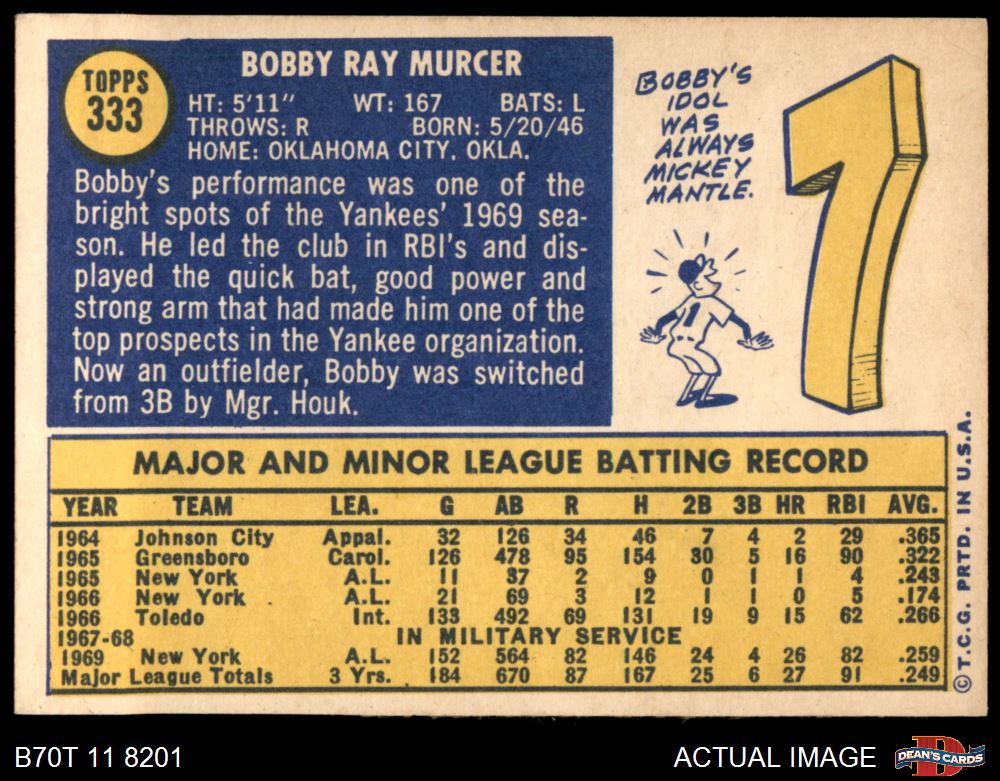 TOPPS
333
BOBBY RAY MURCER
HT: 5'11" WT: 167 BATS: L
THROWS: R BORN: 5/20/46
HOME: OKLAHOMA CITY, OKLA.
Bobby's performance was one of the
bright spots of the Yankees' 1969 sea-
son. He led the club in RBI's and dis-
played the quick bat, good power and
strong arm that had made him one of the
top prospects in the Yankee organization.
Now an outfielder, Bobby was switched
from 3B by Mgr. Houk.
BOBBY'S
IDOL
WAS
ALWAYS
MICKEY
MANTLE.
7
1
MAJOR AND MINOR LEAGUE BATTING RECORD
YEAR TEAM LEA. G AB R H 2B 3B HR RBI AVG.
1964 Johnson City Appal. 32 126 34 46 7 4 2 29 .365
1965 Greensboro Carol. 126 478 95 154 30 5 16 90 .322
1965 New York A.L. 11 37 2 9 0 1 1 4 .243
1966 New York A.L. 21 69 3 12 1 1 0 5 .174
1966 Toledo Int. 133 492 69 131 19 9 15 62 .266
1967-68 IN MILITARY SERVICE
1969 New York A.L. 152 564 82 146 24 4 26 82 .259
Major League Totals 3 Yrs. 184 670 87 167 25 6 27 91 .249
©T.C.G. PRTD. IN U.S.A.
B70T 11 8201 ACTUAL IMAGE
D
DEAN'S CARDS